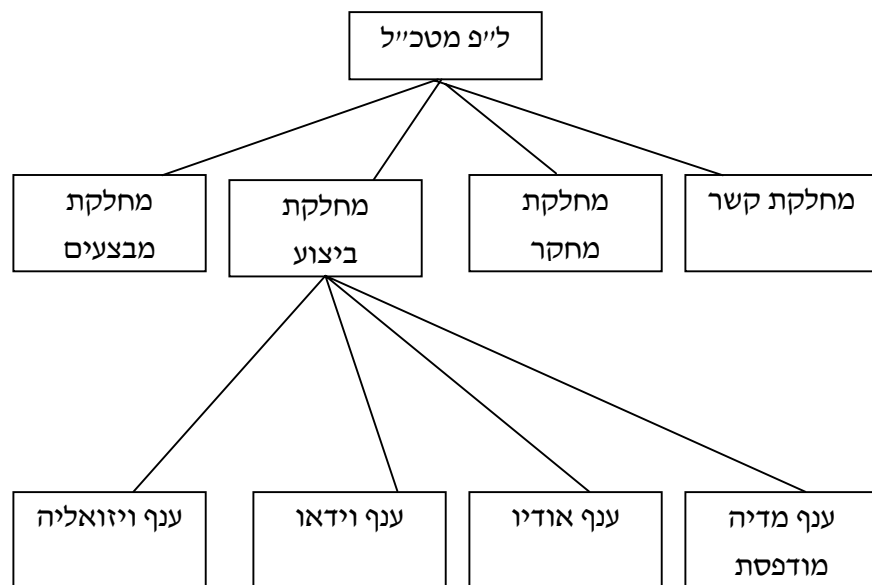 ל״פ מטכ״ל
מחלקת קשר
מחלקת
מחקר
מחלקת
ביצוע
מחלקת
מבצעים
ענף מדיה
מודפסת
ענף אודיו
ענף וידאו
ענף ויזואליה